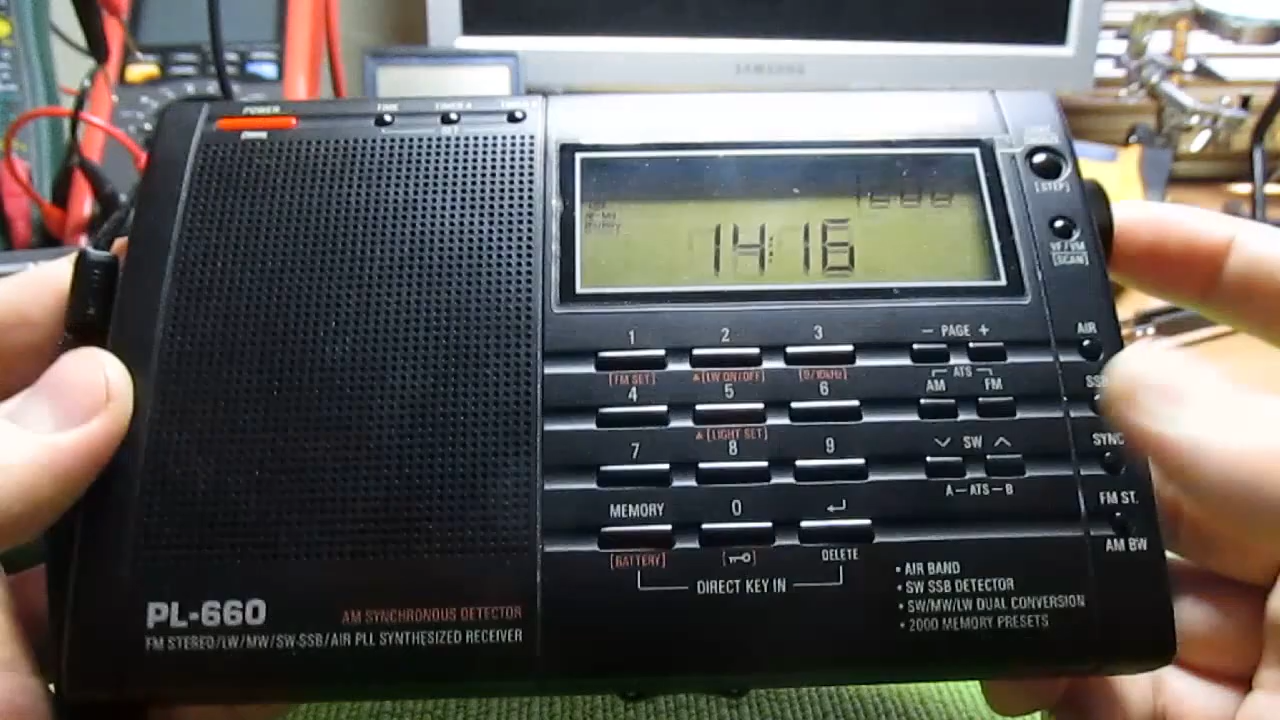 SAMSUNG
POWER
TIME
TIMER A
SET
[STEP]
14:16
VF/VM
[SCAN]
1 2 3
- PAGE +
AIR
[FM SET] ▲[LW ON/OFF] [9/10kHz]
ATS
4 5 6
AM FM
SSB
▲[LIGHT SET]
7 8 9
SW
SYNC
A-ATS-B
MEMORY 0
FM ST.
[BATTERY] DELETE
AM BW
DIRECT KEY IN
• AIR BAND
• SW SSB DETECTOR
• SW/MW/LW DUAL CONVERSION
• 2000 MEMORY PRESETS
PL-660
AM SYNCHRONOUS DETECTOR
FM STEREO/LW/MW/SW-SSB/AIR PLL SYNTHESIZED RECEIVER